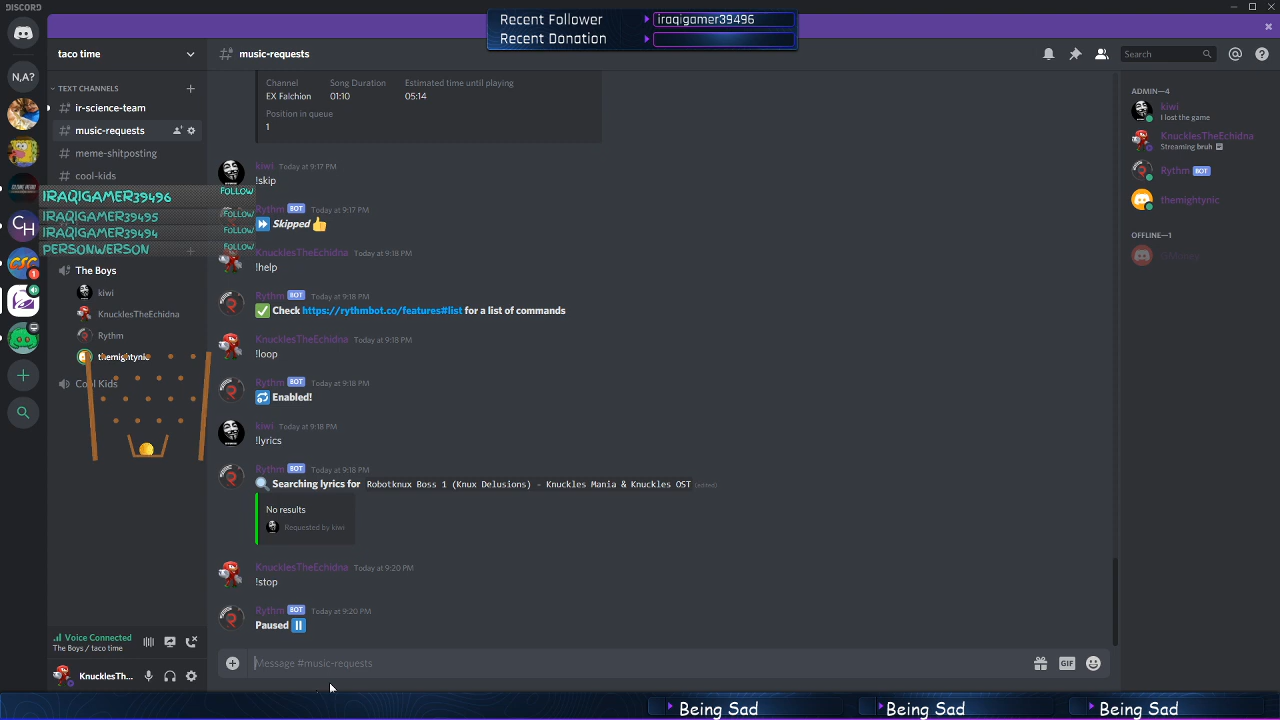 DISCORD
Recent Follower
iraqigamer39496
Recent Donation
taco time
music-requests
Search
N,A?
TEXT CHANNELS
ir-science-team
music-requests
meme-shitposting
cool-kids
IRAQIGAMER39496 FOLLOW
IRAQIGAMER39495 FOLLOW
IRAQIGAMER39494 FOLLOW
PERSONWERSON FOLLOW
CH
CSC
1
The Boys
kiwi
KnucklesTheEchidna
Rythm
themightynic
Cool Kids
Voice Connected
The Boys / taco time
KnucklesTh...
Channel Song Duration Estimated time until playing
EX Falchion 01:10 05:14
Position in queue
1
kiwi Today at 9:17 PM
!skip
Rythm BOT Today at 9:17 PM
Skipped
KnucklesTheEchidna Today at 9:18 PM
!help
Rythm BOT Today at 9:18 PM
Check https://rythmbot.co/features#list for a list of commands
KnucklesTheEchidna Today at 9:18 PM
!loop
Rythm BOT Today at 9:18 PM
Enabled!
kiwi Today at 9:18 PM
!lyrics
Rythm BOT Today at 9:18 PM
Searching lyrics for Robotknux Boss 1 (Knux Delusions) - Knuckles Mania & Knuckles OST (edited)
No results
Requested by kiwi
KnucklesTheEchidna Today at 9:20 PM
!stop
Rythm BOT Today at 9:20 PM
Paused
Message #music-requests
GIF
ADMIN—4
kiwi
I lost the game
KnucklesTheEchidna
Streaming bruh
Rythm BOT
themightynic
OFFLINE—1
Being Sad
Being Sad
Being Sad